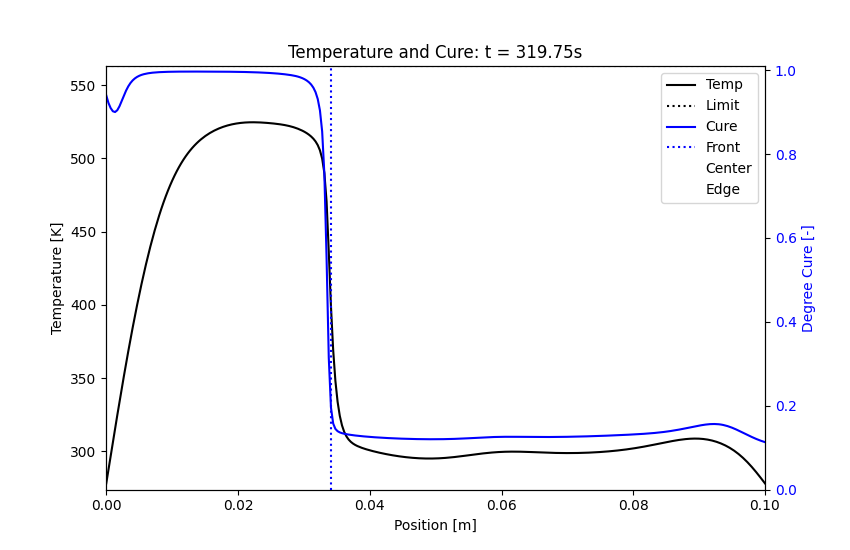 Temperature and Cure: t = 319.75s
Temp
Limit
Cure
Front
Center
Edge
550
500
450
400
350
300
Temperature [K]
1.0
0.8
0.6
0.4
0.2
0.0
Degree Cure [-]
0.00 0.02 0.04 0.06 0.08 0.10
Position [m]